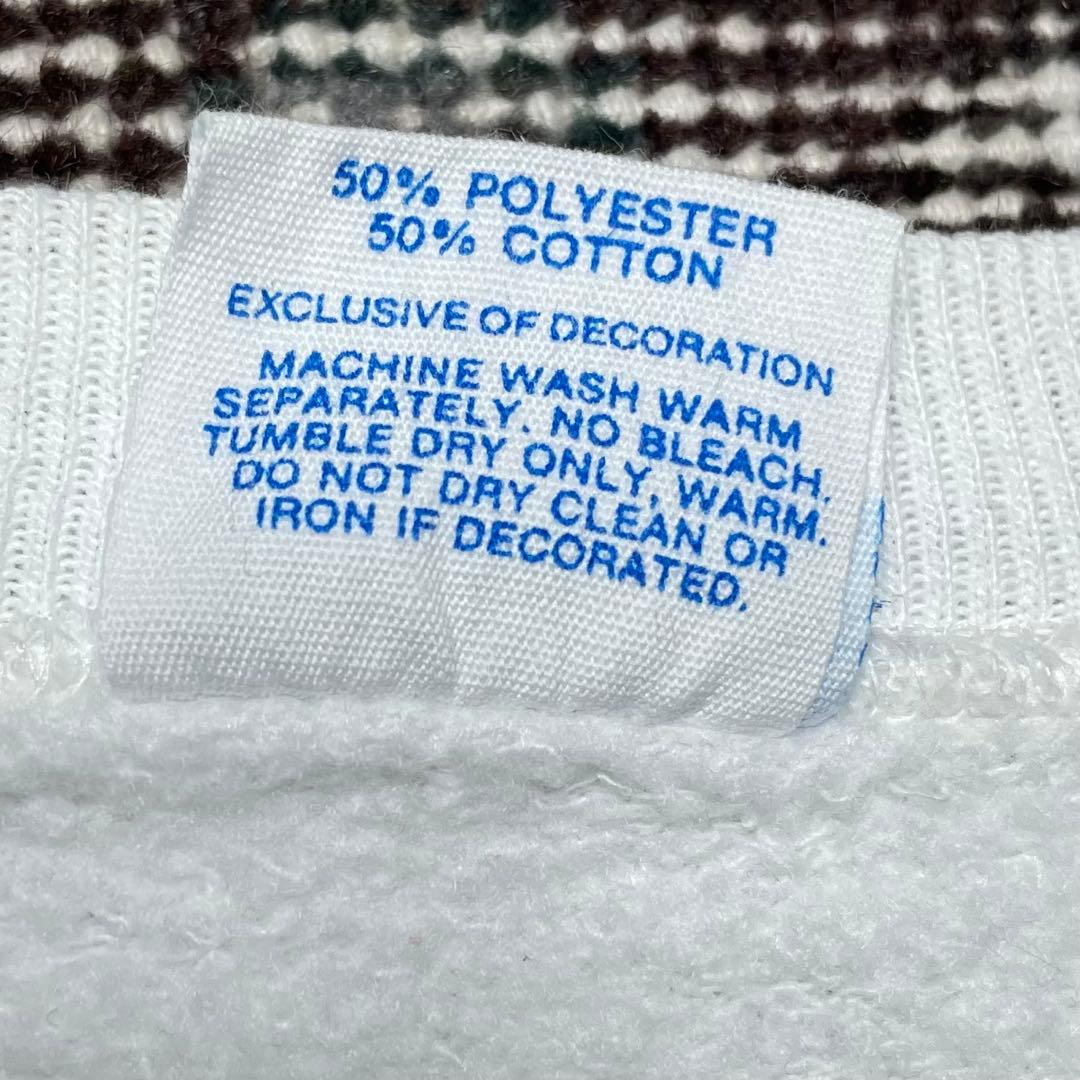 50% POLYESTER
50% COTTON
EXCLUSIVE OF DECORATION
MACHINE WASH WARM
SEPARATELY. NO BLEACH.
TUMBLE DRY ONLY, WARM.
DO NOT DRY CLEAN OR
IRON IF DECORATED.